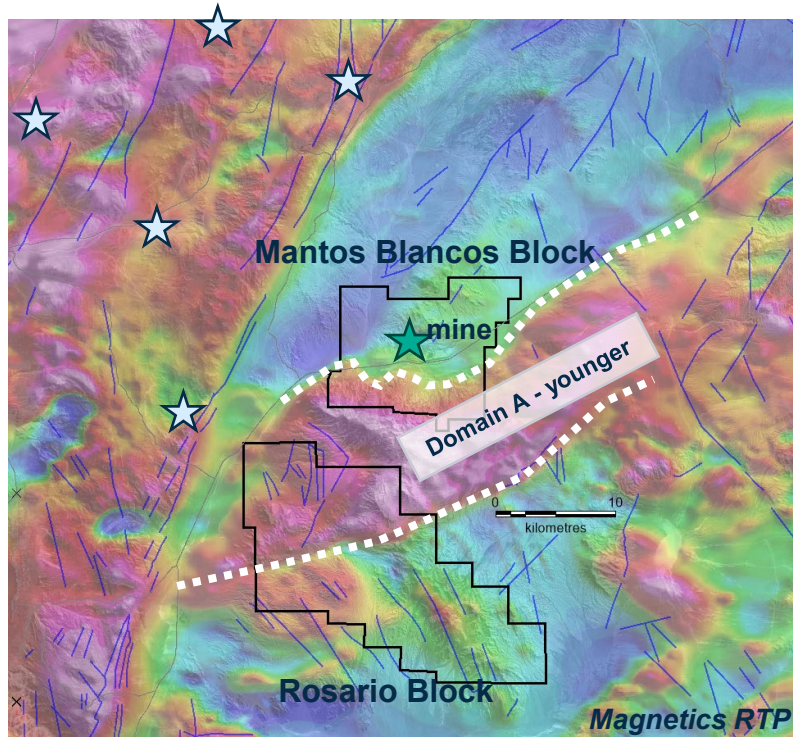 Mantos Blancos Block
mine
Domain A - younger
0 10
kilometres
Rosario Block
Magnetics RTP